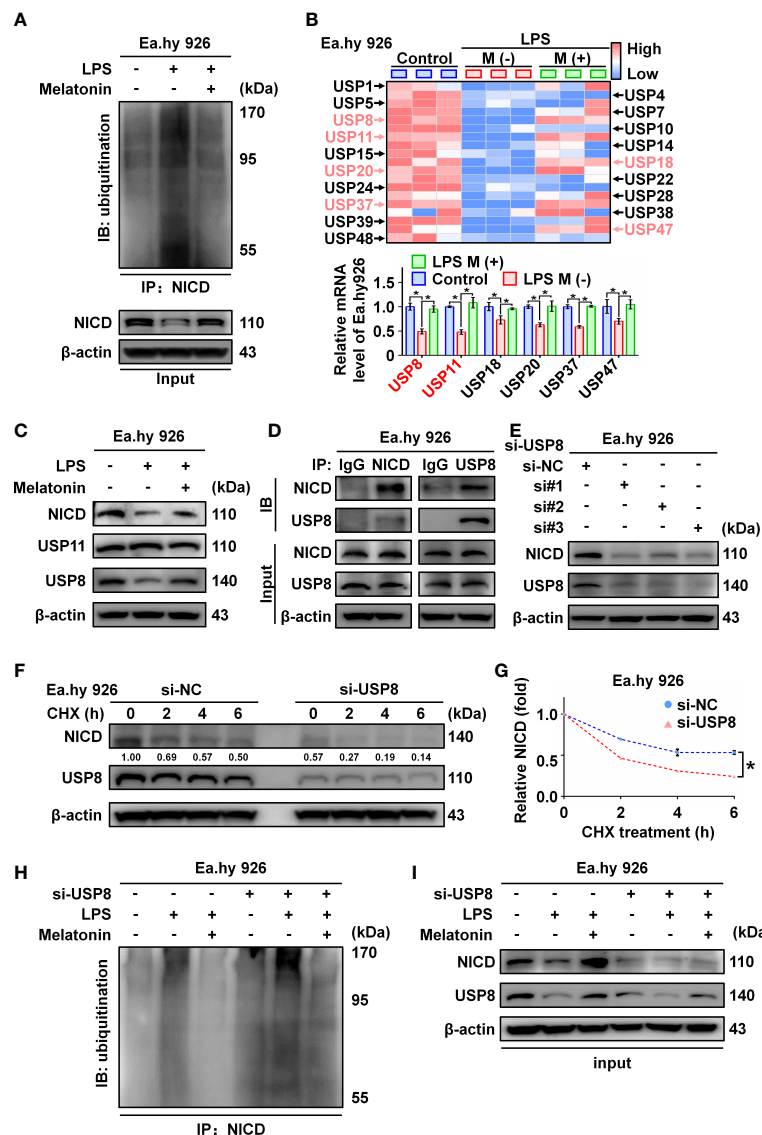 A
Ea.hy 926
LPS - + +
Melatonin - - + (kDa)
170
95
55
IB: ubiquitination
IP: NICD
NICD 110
β-actin 43
Input
B
Ea.hy 926
LPS
Control M (-) M (+)
High
Low
USP1
USP4
USP5
USP7
USP8
USP10
USP11
USP14
USP15
USP18
USP20
USP22
USP24
USP28
USP37
USP38
USP39
USP47
USP48
LPS M (+)
Control LPS M (-)
Relative mRNA
level of Ea.hy926
1.5
1.0
0.5
0
* * * * * * * * * * * *
USP8 USP11 USP18 USP20 USP37 USP47
C
Ea.hy 926
LPS - + +
Melatonin - - + (kDa)
NICD 110
USP11 110
USP8 140
β-actin 43
D
Ea.hy 926
IP: IgG NICD IgG USP8
IB
NICD
USP8
Input
NICD
USP8
β-actin
E
Ea.hy 926
si-USP8
si-NC + - - -
si#1 - + - -
si#2 - - + -
si#3 - - - + (kDa)
NICD 110
USP8 140
β-actin 43
F
Ea.hy 926 si-NC si-USP8
CHX (h) 0 2 4 6 0 2 4 6 (kDa)
NICD 140
1.00 0.69 0.57 0.50 0.57 0.27 0.19 0.14
USP8 110
β-actin 43
G
Ea.hy 926
si-NC
si-USP8
Relative NICD (fold)
1.0
0.5
0.0
*
0 2 4 6
CHX treatment (h)
H
Ea.hy 926
si-USP8 - - - + + +
LPS - + + - + +
Melatonin - - + - - + (kDa)
170
95
55
IB: ubiquitination
IP: NICD
I
Ea.hy 926
si-USP8 - - - + + +
LPS - + + - + +
Melatonin - - + - - + (kDa
NICD 110
USP8 140
β-actin 43
input